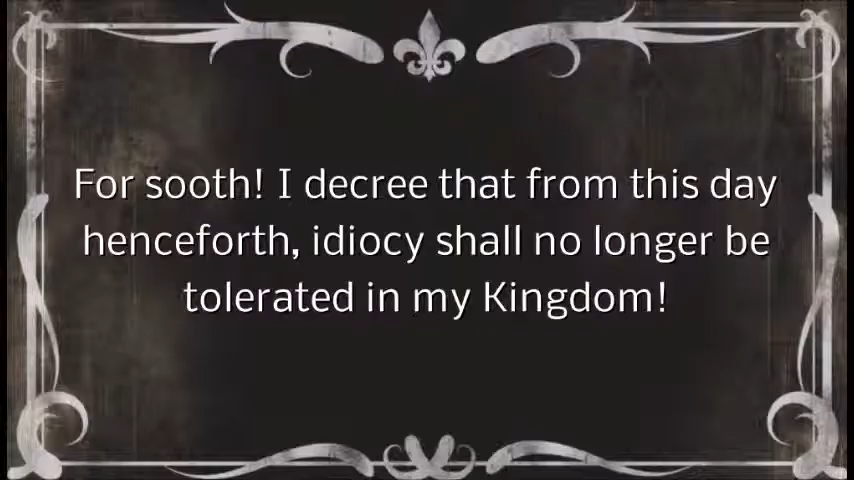 For sooth! I decree that from this day
henceforth, idiocy shall no longer be
tolerated in my Kingdom!